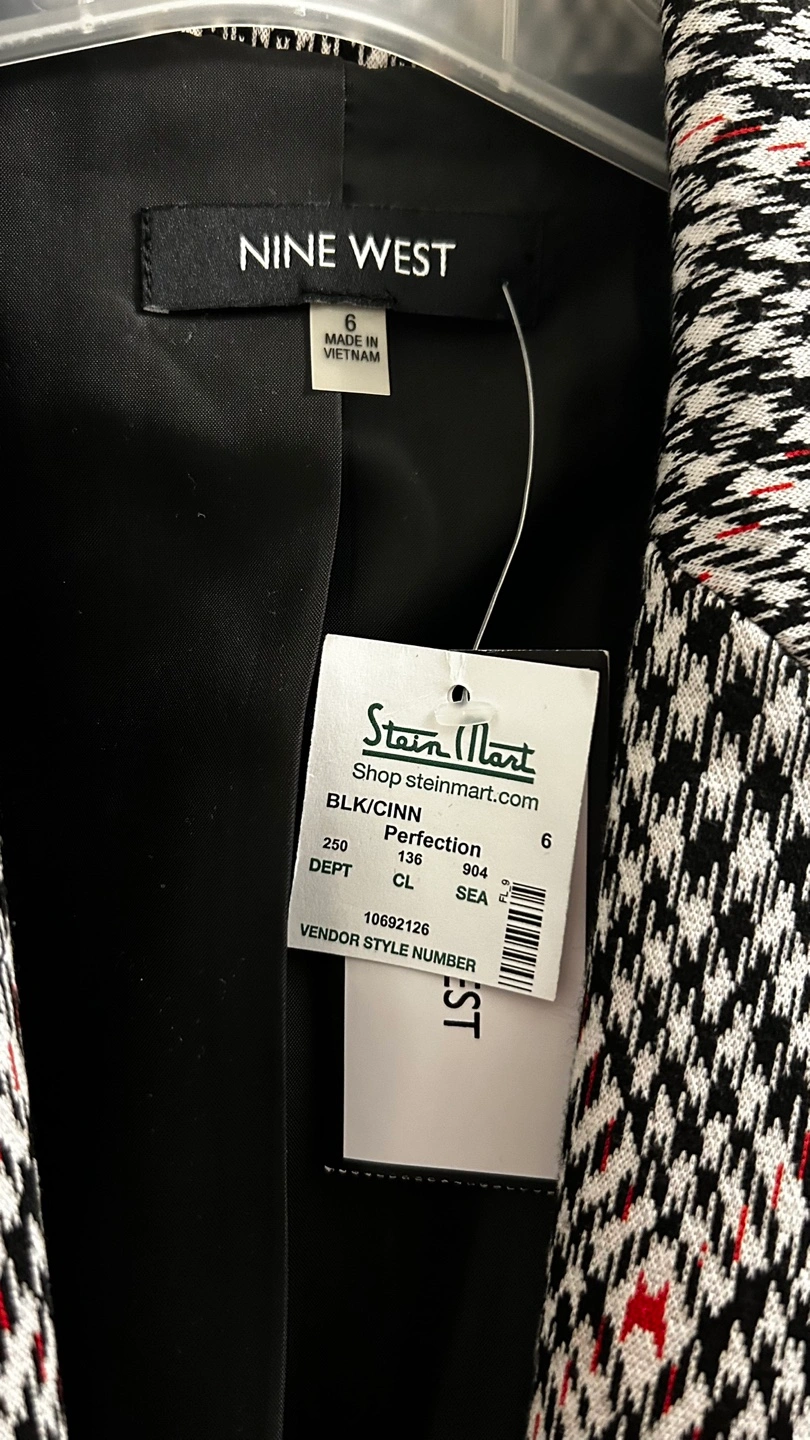 NINE WEST
6
MADE IN
VIETNAM
Stein Mart
Shop steinmart.com
BLK/CINN
Perfection 6
250 136 904
DEPT CL SEA
FL_9
10692126
VENDOR STYLE NUMBER
EST